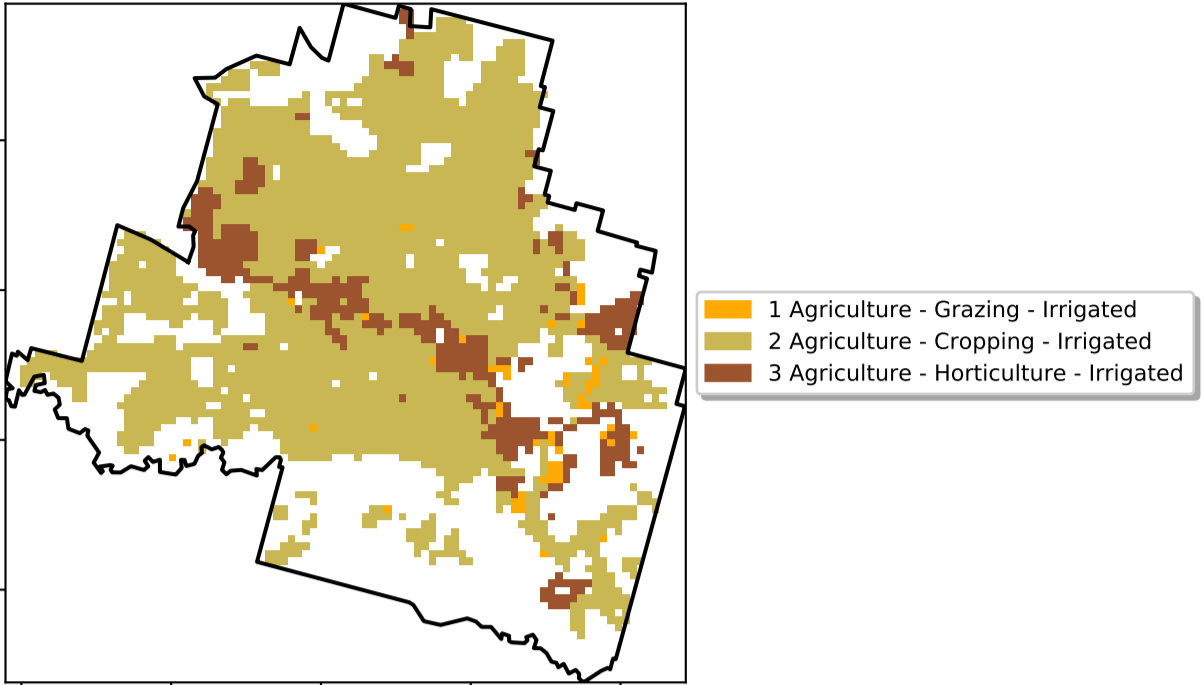 1 Agriculture - Grazing - Irrigated
2 Agriculture - Cropping - Irrigated
3 Agriculture - Horticulture - Irrigated